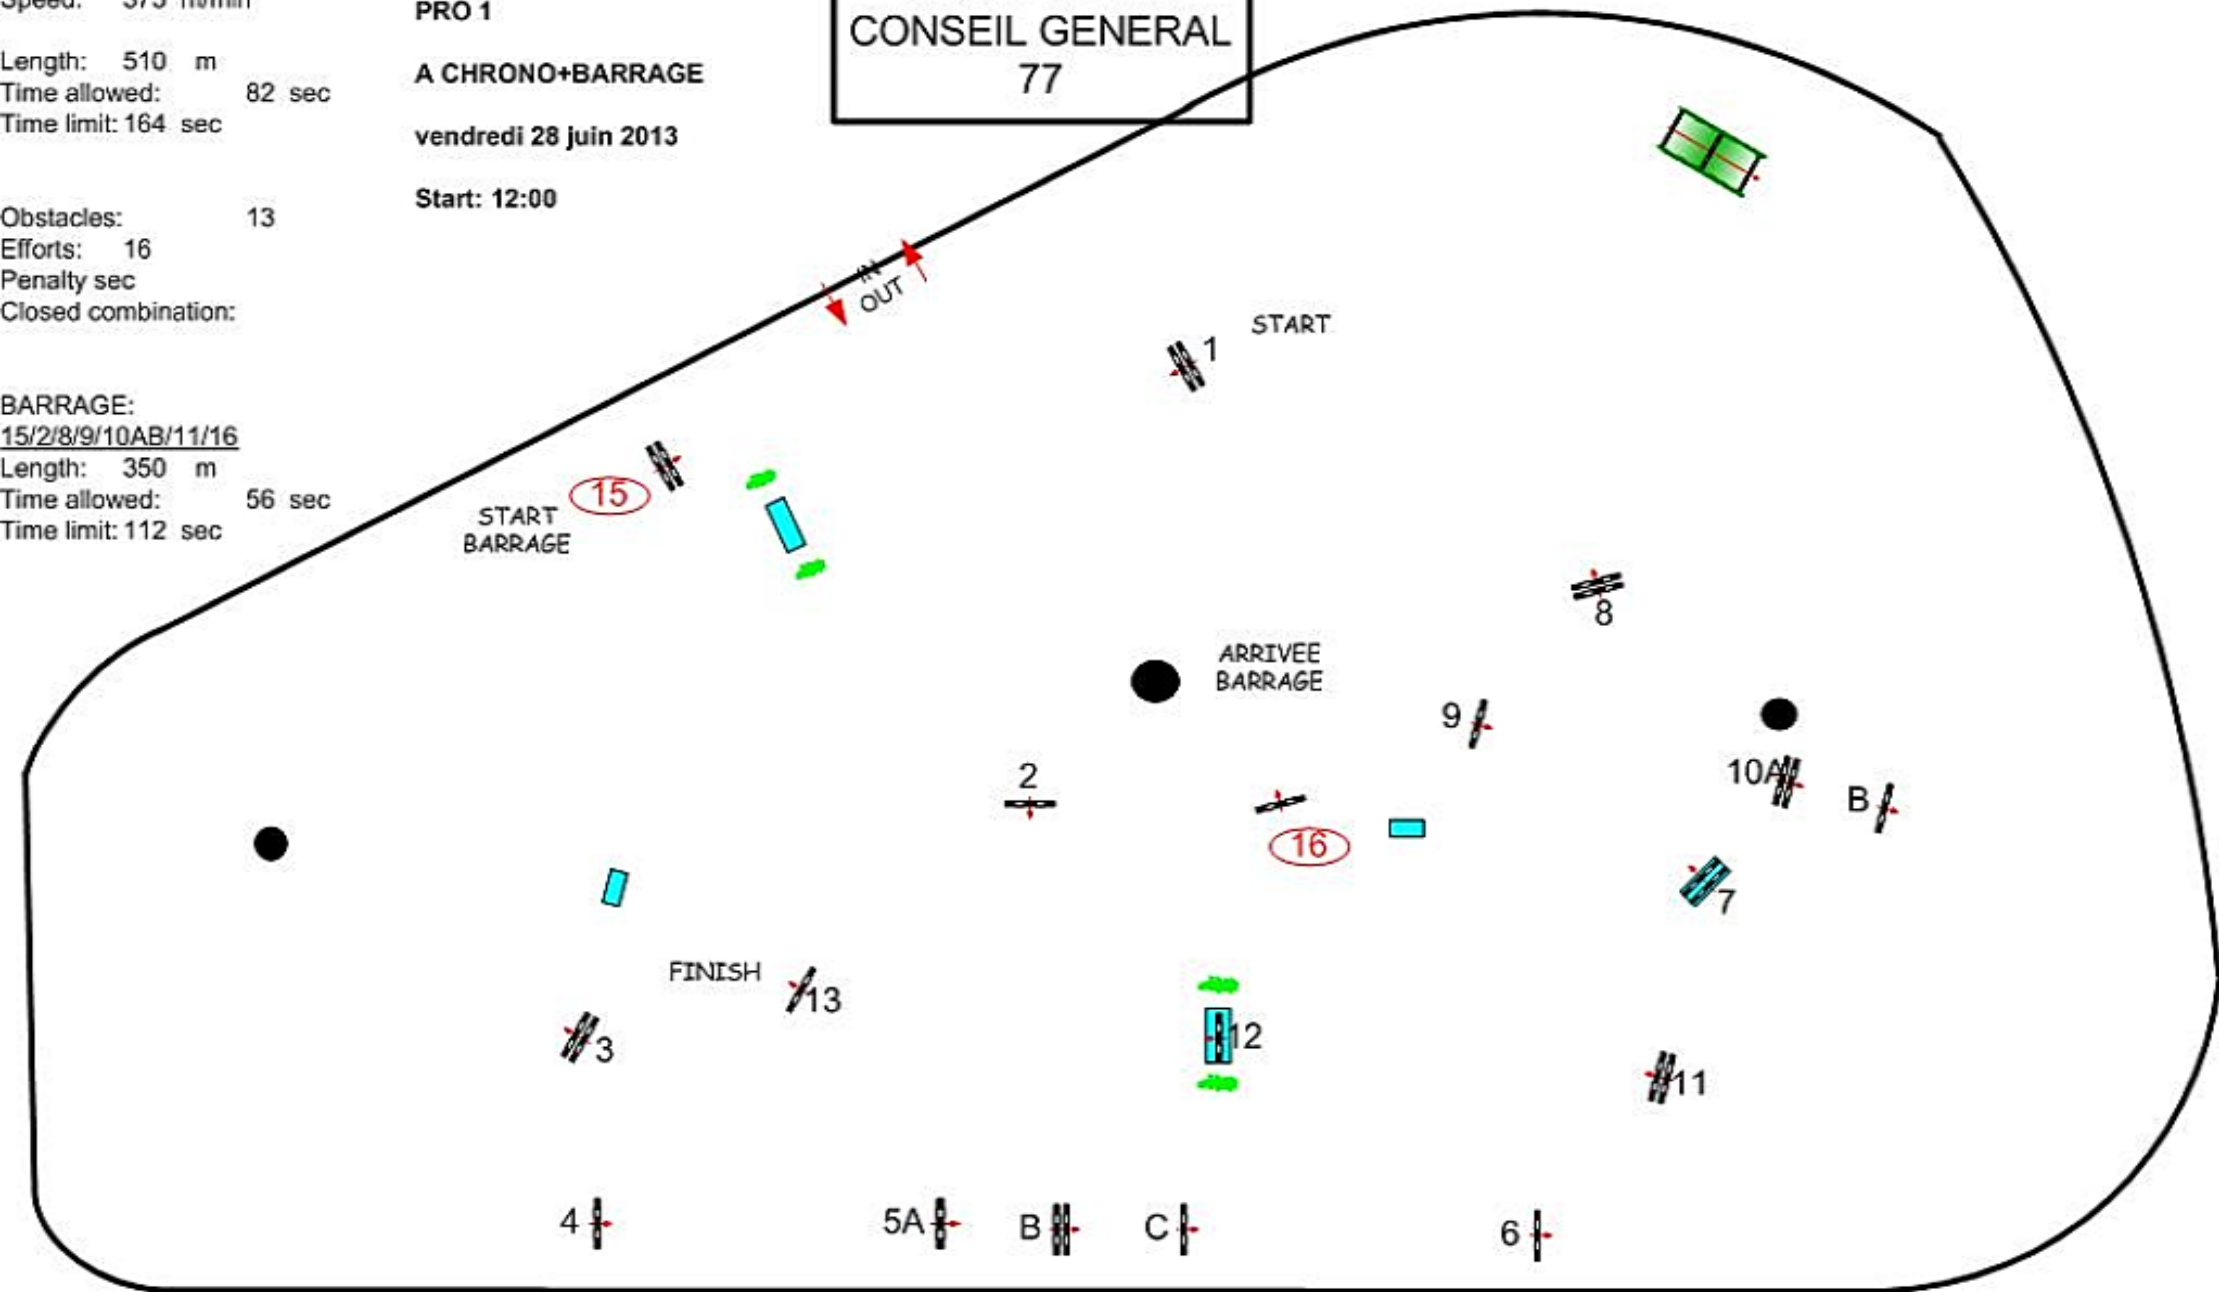 Speed: 375 m/min
Length: 510 m
Time allowed: 82 sec
Time limit: 164 sec
Obstacles: 13
Efforts: 16
Penalty sec
Closed combination:
BARRAGE:
15/2/8/9/10AB/11/16
Length: 350 m
Time allowed: 56 sec
Time limit: 112 sec
PRO 1
A CHRONO+BARRAGE
vendredi 28 juin 2013
Start: 12:00
CONSEIL GENERAL
77
IN
OUT
1
START
15
START
BARRAGE
8
ARRIVEE
BARRAGE
9
2
10A
B
16
7
FINISH
13
3
12
11
4
5A
B
C
6